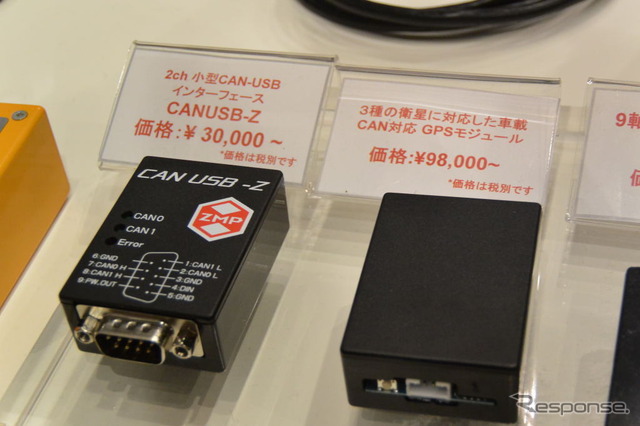 2ch 小型CAN-USB
インターフェース
CANUSB-Z
価格:¥ 30,000~
*価格は税別です
3種の衛星に対応した車載
CAN対応 GPSモジュール
価格:¥98,000~
*価格は税別です
9軸
CAN USB -Z
ZMP
CAN0
CAN1
Error
6:GND
7:CAN0 H
8:CAN1 H
9:PW.OUT
1:CAN1 L
2:CAN0 L
3:GND
4:DIN
5:GND
Response.